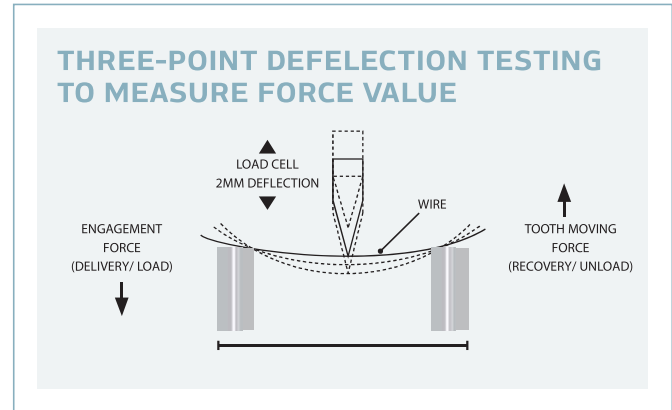 THREE-POINT DEFELECTION TESTING
TO MEASURE FORCE VALUE
LOAD CELL
2MM DEFLECTION
WIRE
ENGAGEMENT
FORCE
(DELIVERY/ LOAD)
TOOTH MOVING
FORCE
(RECOVERY/ UNLOAD)